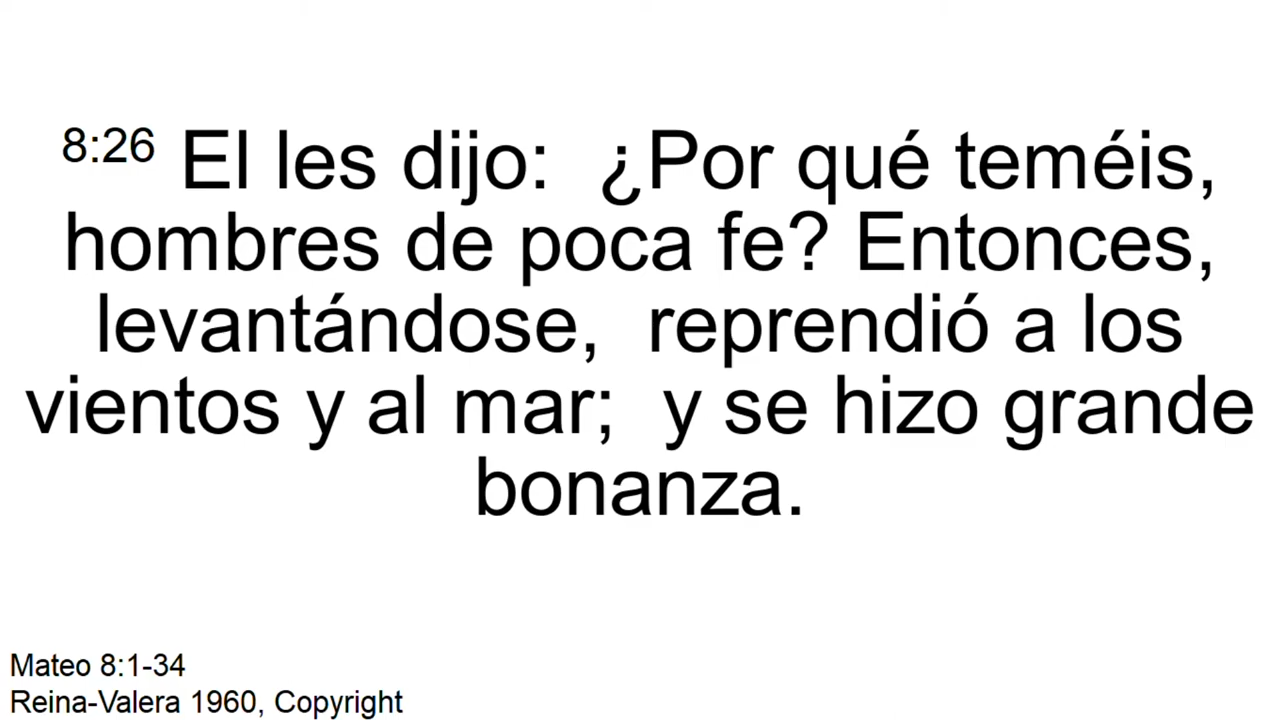 8:26 El les dijo:  ¿Por qué teméis,
hombres de poca fe? Entonces,
levantándose,  reprendió a los
vientos y al mar;  y se hizo grande
bonanza.
Mateo 8:1-34
Reina-Valera 1960, Copyright